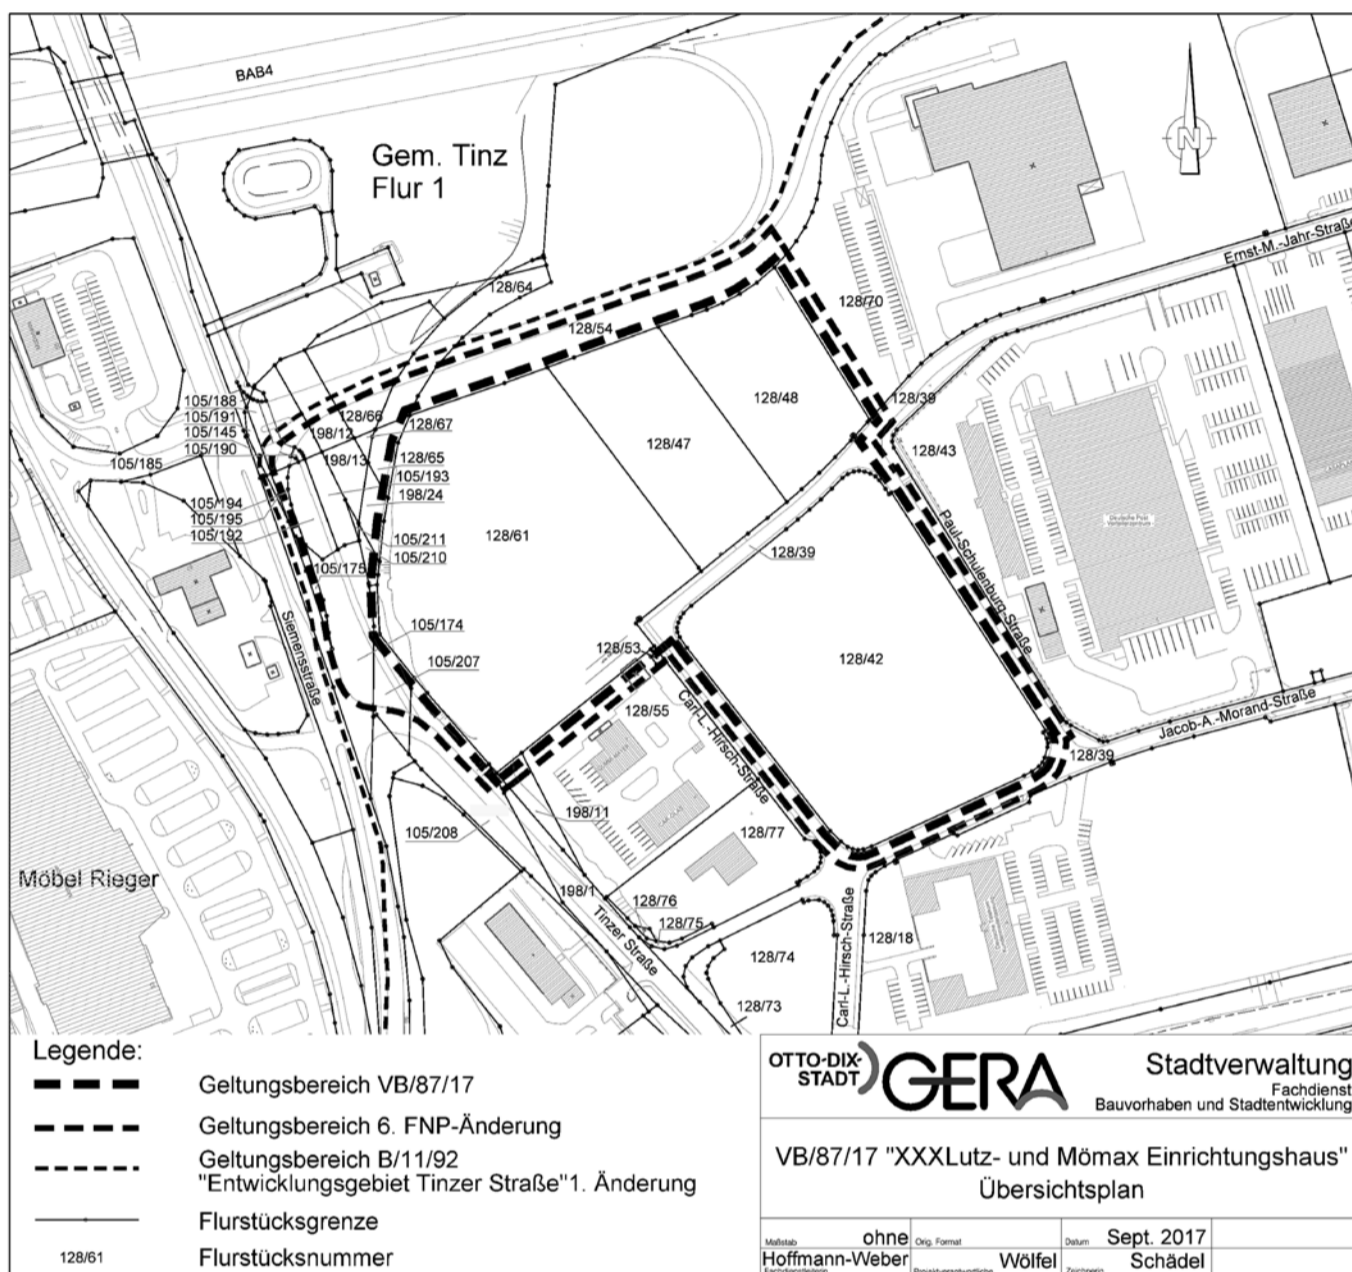 BAB4
Gem. Tinz
Flur 1
Ernst-M.-Jahr-Straße
128/64
128/70
128/54
105/188
105/191
105/145
105/190
128/66
198/12
128/67
198/13
128/65
105/193
198/24
105/185
105/194
105/195
105/192
105/211
105/210
105/175
128/48
128/39
128/47
128/43
Deutsche Post
128/61
128/39
Paul-Schulenburg-Straße
105/174
105/207
Siemensstraße
128/53
128/42
128/55
Carl-L.-Hirsch-Straße
Jacob-A.-Morand-Straße
128/39
198/11
105/208
128/77
Möbel Rieger
198/1
128/76
128/75
Tinzer Straße
128/74
128/73
Carl-L.-Hirsch-Straße
128/18
Legende:
Geltungsbereich VB/87/17
Geltungsbereich 6. FNP-Änderung
Geltungsbereich B/11/92
"Entwicklungsgebiet Tinzer Straße"1. Änderung
Flurstücksgrenze
128/61 Flurstücksnummer
OTTO-DIX-
STADT
GERA
Stadtverwaltung
Fachdienst
Bauvorhaben und Stadtentwicklung
VB/87/17 "XXXLutz- und Mömax Einrichtungshaus"
Übersichtsplan
Maßstab ohne Orig. Format Datum Sept. 2017
Hoffmann-Weber Wölfel Schädel